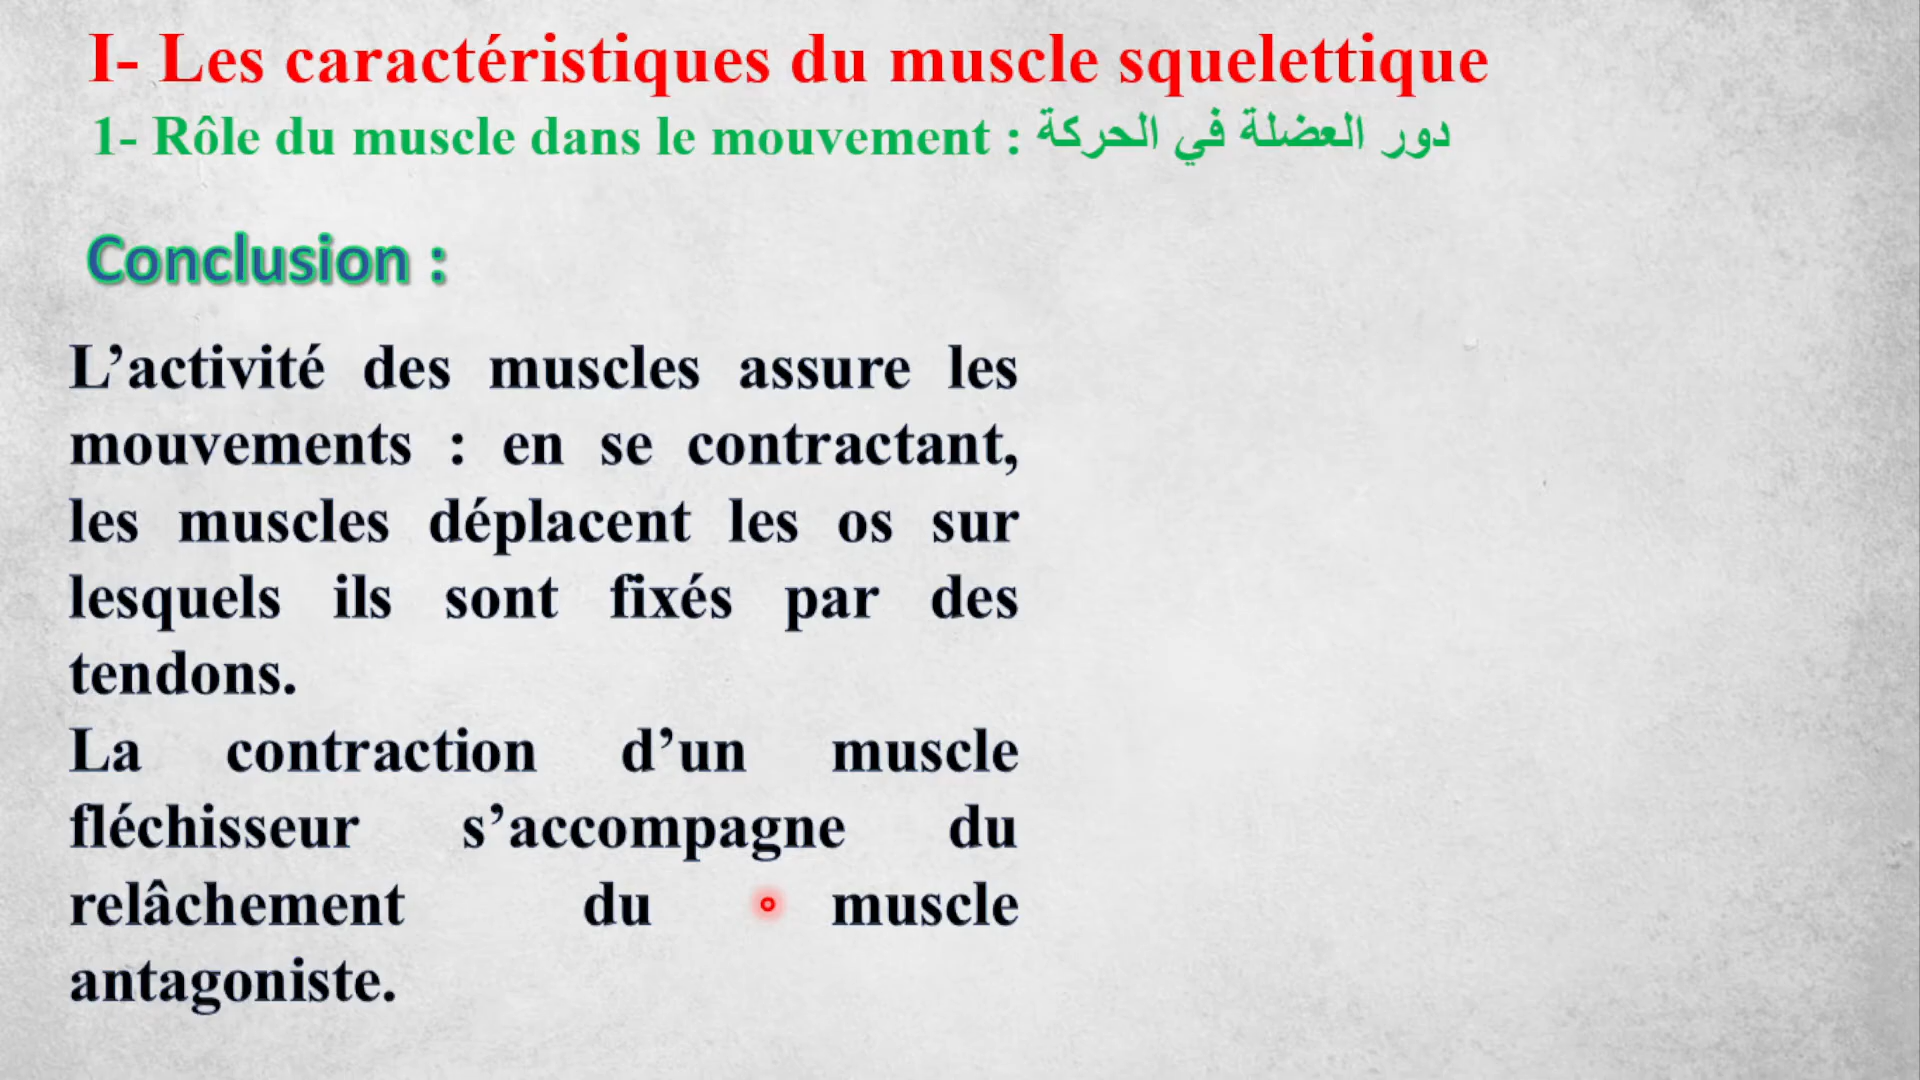 I- Les caractéristiques du muscle squelettique
1- Rôle du muscle dans le mouvement : دور العضلة في الحركة
Conclusion :
L’activité des muscles assure les
mouvements : en se contractant,
les muscles déplacent les os sur
lesquels ils sont fixés par des
tendons.
La contraction d’un muscle
fléchisseur s’accompagne du
relâchement du muscle
antagoniste.